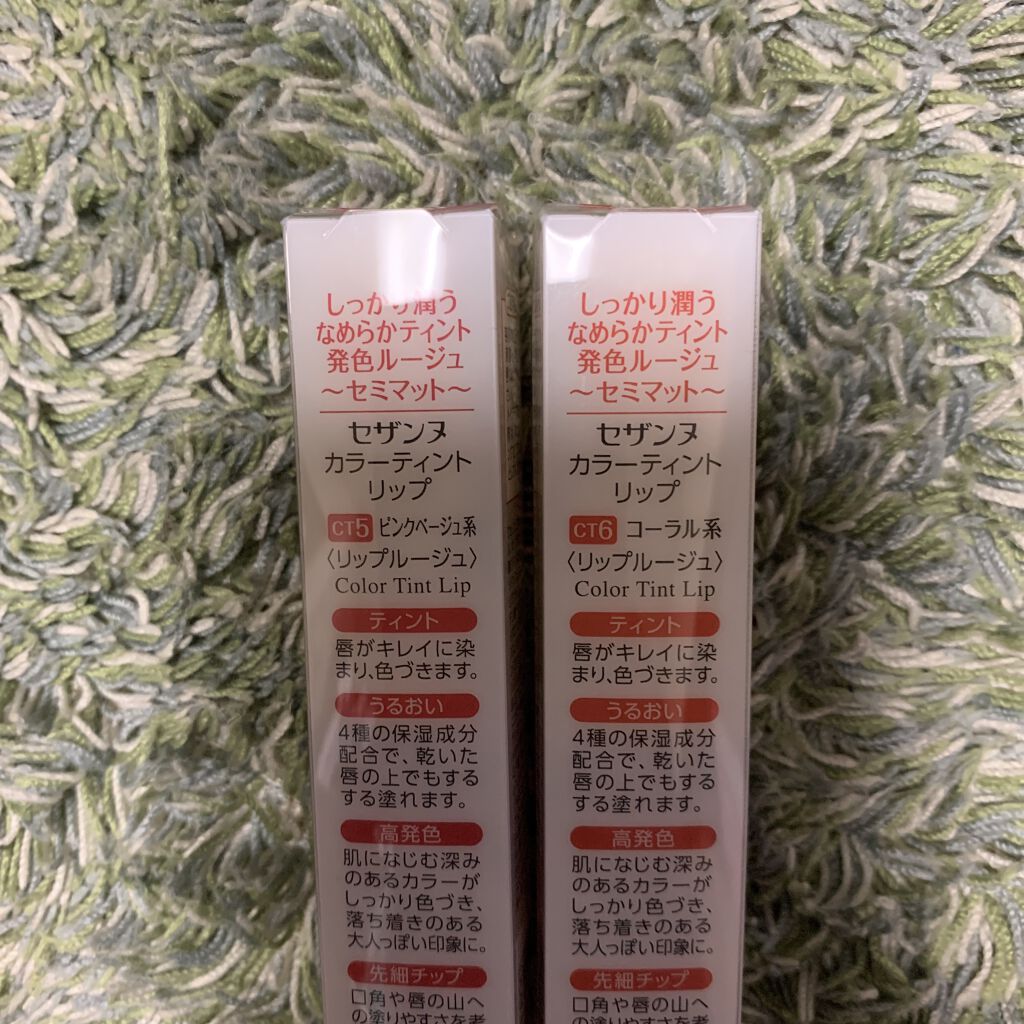 しっかり潤う
なめらかティント
発色ルージュ
~セミマット~
セザンヌ
カラーティント
リップ
CT5 ピンクベージュ系
〈リップルージュ〉
Color Tint Lip
ティント
唇がキレイに染
まり、色づきます。
うるおい
4種の保湿成分
配合で、乾いた
唇の上でもする
する塗れます。
高発色
肌になじむ深み
のあるカラーが
しっかり色づき、
落ち着きのある
大人っぽい印象に。
先細チップ
口角や唇の山へ
の塗りやすさを考
しっかり潤う
なめらかティント
発色ルージュ
~セミマット~
セザンヌ
カラーティント
リップ
CT6 コーラル系
〈リップルージュ〉
Color Tint Lip
ティント
唇がキレイに染
まり、色づきます。
うるおい
4種の保湿成分
配合で、乾いた
唇の上でもする
する塗れます。
高発色
肌になじむ深み
のあるカラーが
しっかり色づき、
落ち着きのある
大人っぽい印象に。
先細チップ
口角や唇の山へ
の塗りやすさを考